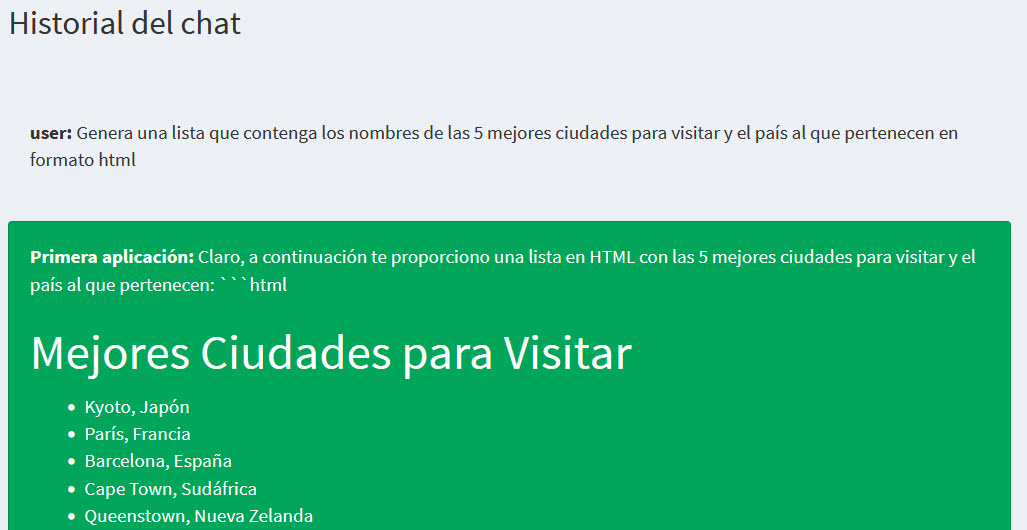 Historial del chat
user: Genera una lista que contenga los nombres de las 5 mejores ciudades para visitar y el país al que pertenecen en
formato html
Primera aplicación: Claro, a continuación te proporciono una lista en HTML con las 5 mejores ciudades para visitar y el
país al que pertenecen: ```html
Mejores Ciudades para Visitar
• Kyoto, Japón
• París, Francia
• Barcelona, España
• Cape Town, Sudáfrica
• Queenstown, Nueva Zelanda